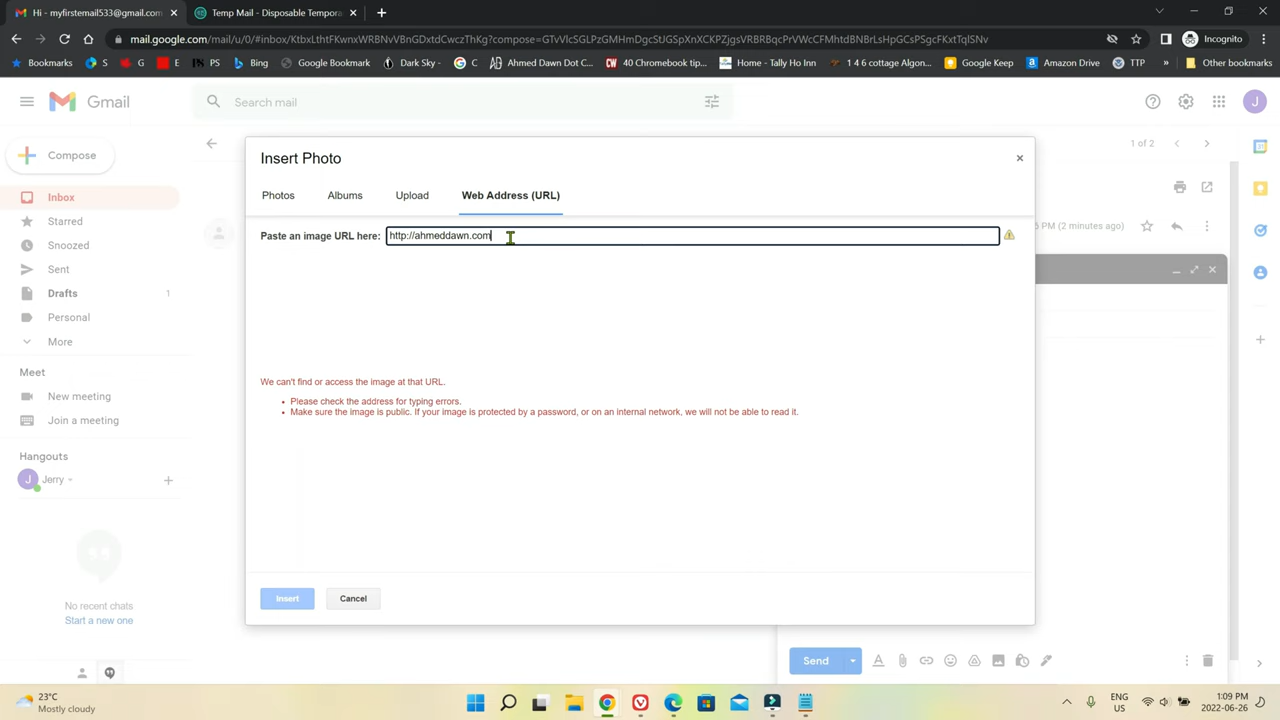 Hi - myfirstemail533@gmail.com
Temp Mail - Disposable Tempora
mail.google.com/mail/u/0/#inbox/KtbxLthtFKwnxWRBNVvBnGDxtdCwczThKg?compose=GTvVlcSGLPzGMHmDgcStJGSpXnXCKPZjgsVRBRBqcPrVWcCFMhtdBNBrLsHpGCsPSgcFKxtTqlSNv
Incognito
Bookmarks
S
G
E
PS
Bing
Google Bookmark
Dark Sky -
C
Ahmed Dawn Dot C...
40 Chromebook tip...
Home - Tally Ho Inn
1 4 6 cottage Algon...
Google Keep
Amazon Drive
TTP
»
Other bookmarks
Gmail
Search mail
J
Compose
1 of 2
Insert Photo
Photos
Albums
Upload
Web Address (URL)
Inbox
Starred
Snoozed
Sent
Drafts
1
Personal
More
Paste an image URL here:
http://ahmeddawn.com
PM (2 minutes ago)
We can't find or access the image at that URL.
Please check the address for typing errors.
Make sure the image is public. If your image is protected by a password, or on an internal network, we will not be able to read it.
Meet
New meeting
Join a meeting
Hangouts
J
Jerry
No recent chats
Start a new one
Insert
Cancel
Send
23°C
Mostly cloudy
ENG
US
1:09 PM
2022-06-26